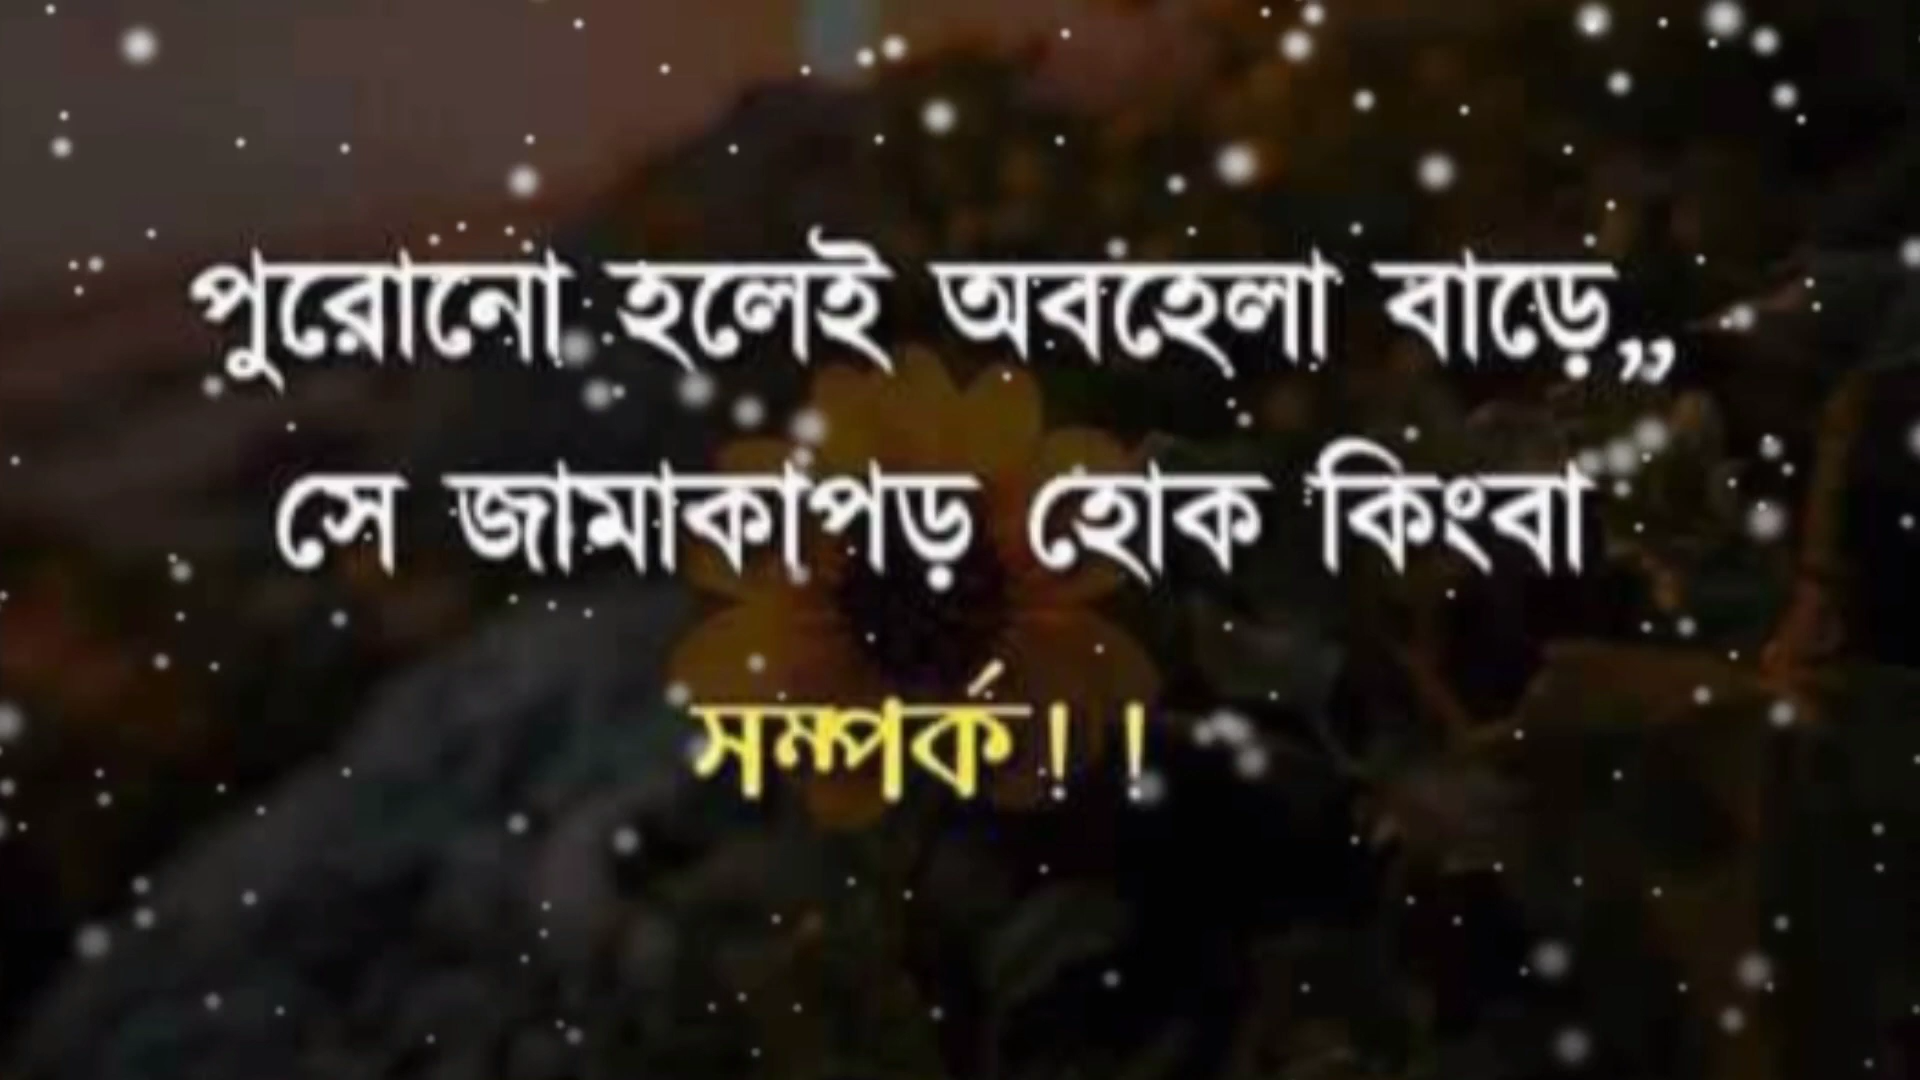 পুরোনো হলেই অবহেলা বাড়ে,,
সে জামাকাপড় হোক কিংবা
সম্পর্ক!!